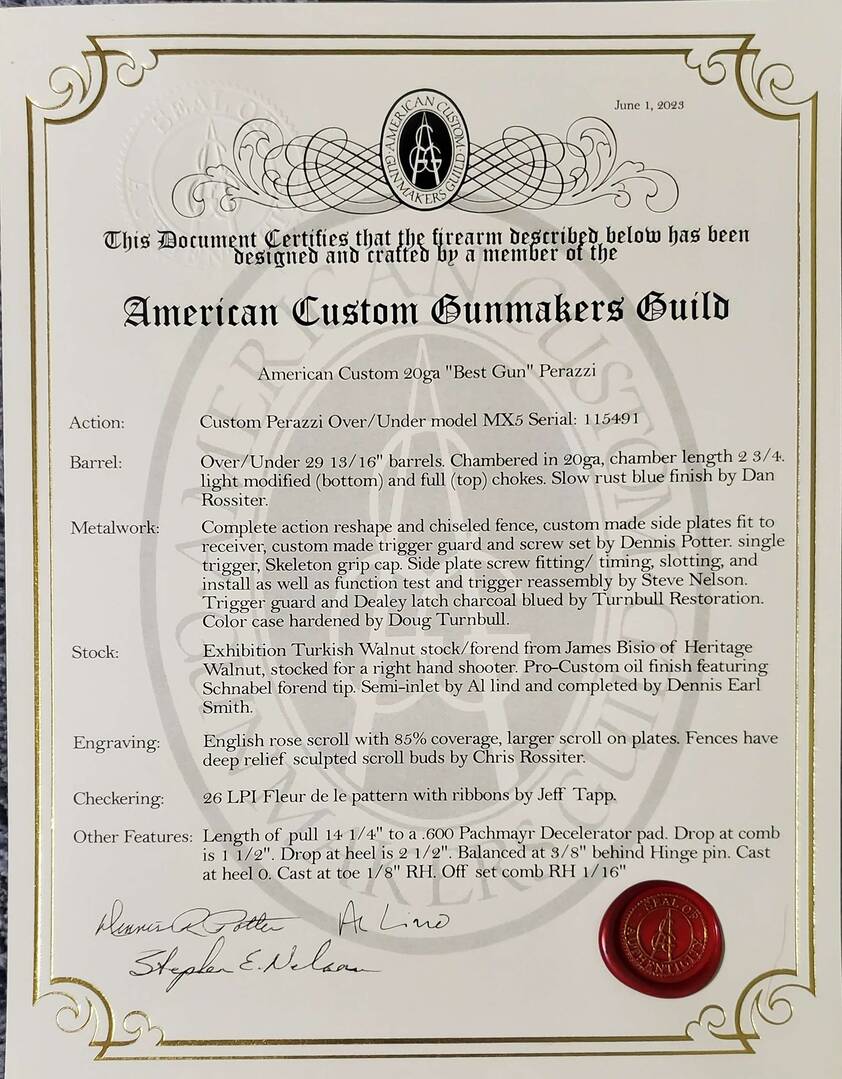 June 1, 2023
SEAL OF
AMERICAN CUSTOM GUNMAKERS GUILD
This Document Certifies that the firearm described below has been
designed and crafted by a member of the
American Custom Gunmakers Guild
American Custom 20ga "Best Gun" Perazzi
Action: Custom Perazzi Over/Under model MX5 Serial: 115491
Barrel: Over/Under 29 13/16" barrels. Chambered in 20ga, chamber length 2 3/4.
light modified (bottom) and full (top) chokes. Slow rust blue finish by Dan
Rossiter.
Metalwork: Complete action reshape and chiseled fence, custom made side plates fit to
receiver, custom made trigger guard and screw set by Dennis Potter. single
trigger, Skeleton grip cap. Side plate screw fitting/ timing, slotting, and
install as well as function test and trigger reassembly by Steve Nelson.
Trigger guard and Dealey latch charcoal blued by Turnbull Restoration.
Color case hardened by Doug Turnbull.
Stock: Exhibition Turkish Walnut stock/forend from James Bisio of Heritage
Walnut, stocked for a right hand shooter. Pro-Custom oil finish featuring
Schnabel forend tip. Semi-inlet by Al lind and completed by Dennis Earl
Smith.
Engraving: English rose scroll with 85% coverage, larger scroll on plates. Fences have
deep relief sculpted scroll buds by Chris Rossiter.
Checkering: 26 LPI Fleur de le pattern with ribbons by Jeff Tapp.
Other Features: Length of pull 14 1/4" to a .600 Pachmayr Decelerator pad. Drop at comb
is 1 1/2". Drop at heel is 2 1/2". Balanced at 3/8" behind Hinge pin. Cast
at heel 0. Cast at toe 1/8" RH. Off set comb RH 1/16"
Dennis R Potter Al Lind
Stephen E. Nelson
SEAL OF
AUTHENTICITY